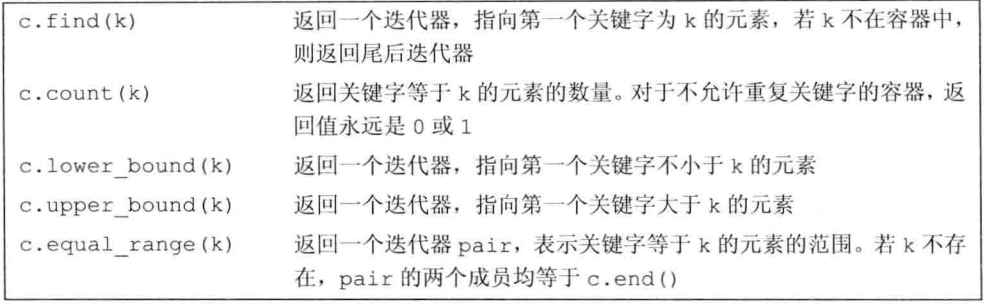 c.find(k) 返回一个迭代器,指向第一个关键字为 k 的元素,若 k 不在容器中,
则返回尾后迭代器
c.count(k) 返回关键字等于 k 的元素的数量。对于不允许重复关键字的容器,返
回值永远是 0 或 1
c.lower_bound(k) 返回一个迭代器,指向第一个关键字不小于 k 的元素
c.upper_bound(k) 返回一个迭代器,指向第一个关键字大于 k 的元素
c.equal_range(k) 返回一个迭代器 pair,表示关键字等于 k 的元素的范围。若 k 不存
在,pair 的两个成员均等于 c.end()